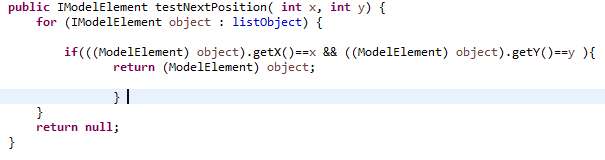 public IModelElement testNextPosition( int x, int y) {
for (IModelElement object : listObject) {
if(((ModelElement) object).getX()==x && ((ModelElement) object).getY()==y ){
return (ModelElement) object;
}
}
return null;
}